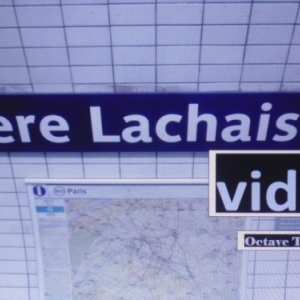 ere Lachais
vid
i Paris
Octave T